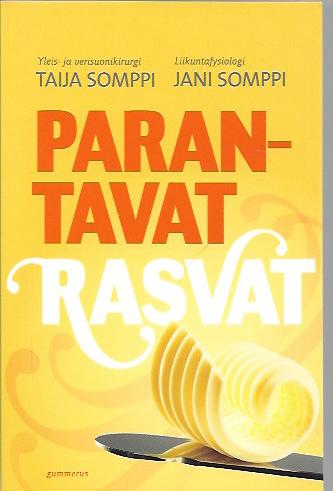 Yleis- ja verisuonikirurgi
TAIJA SOMPPI
Liikuntafysiologi
JANI SOMPPI
PARAN-
TAVAT
RASVAT
gummerus